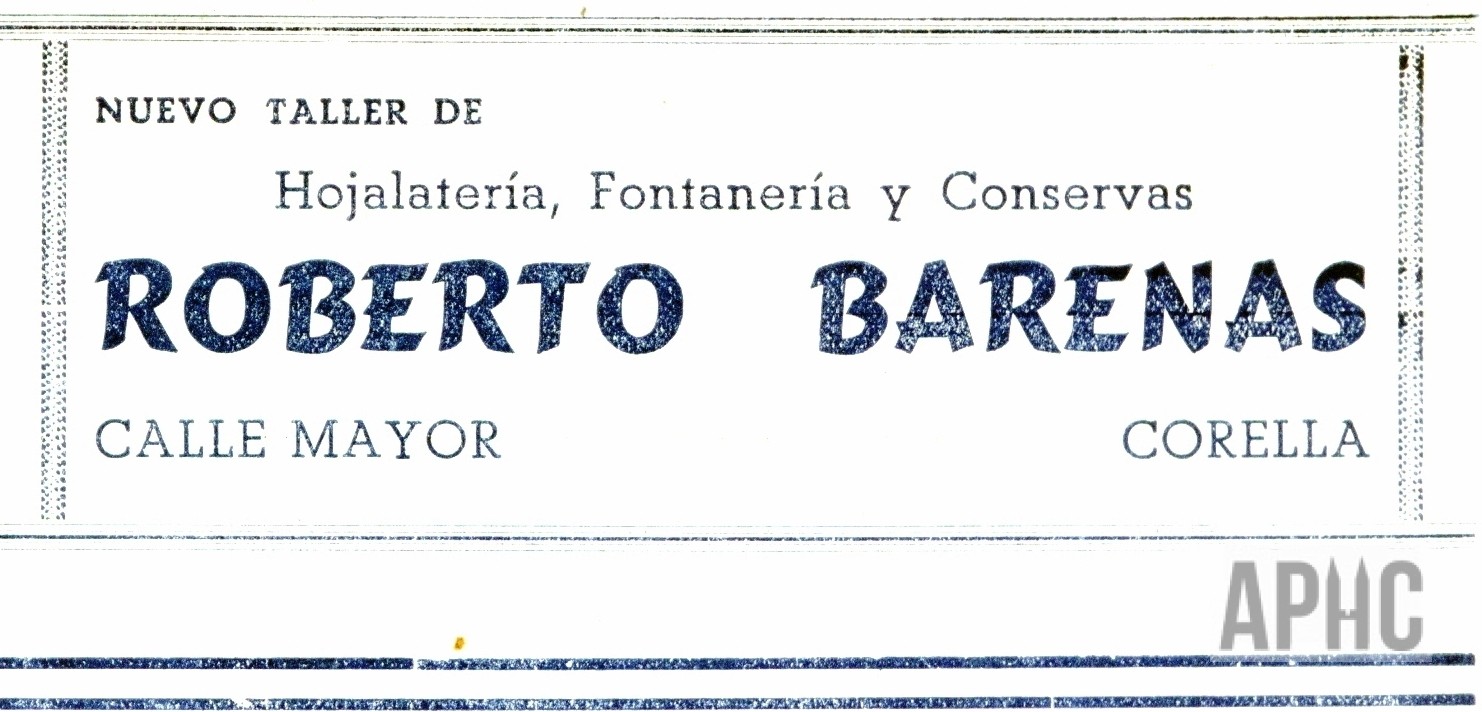 NUEVO TALLER DE
Hojalatería, Fontanería y Conservas
ROBERTO BARENAS
CALLE MAYOR CORELLA
APHC